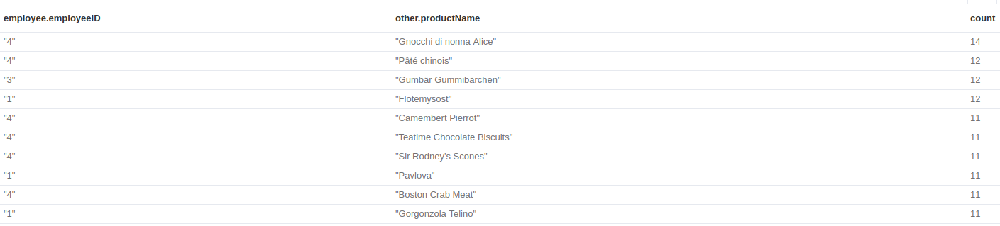 employee.employeeID other.productName count
"4" "Gnocchi di nonna Alice" 14
"4" "Pâté chinois" 12
"3" "Gumbär Gummibärchen" 12
"1" "Flotemysost" 12
"4" "Camembert Pierrot" 11
"4" "Teatime Chocolate Biscuits" 11
"4" "Sir Rodney's Scones" 11
"1" "Pavlova" 11
"4" "Boston Crab Meat" 11
"1" "Gorgonzola Telino" 11